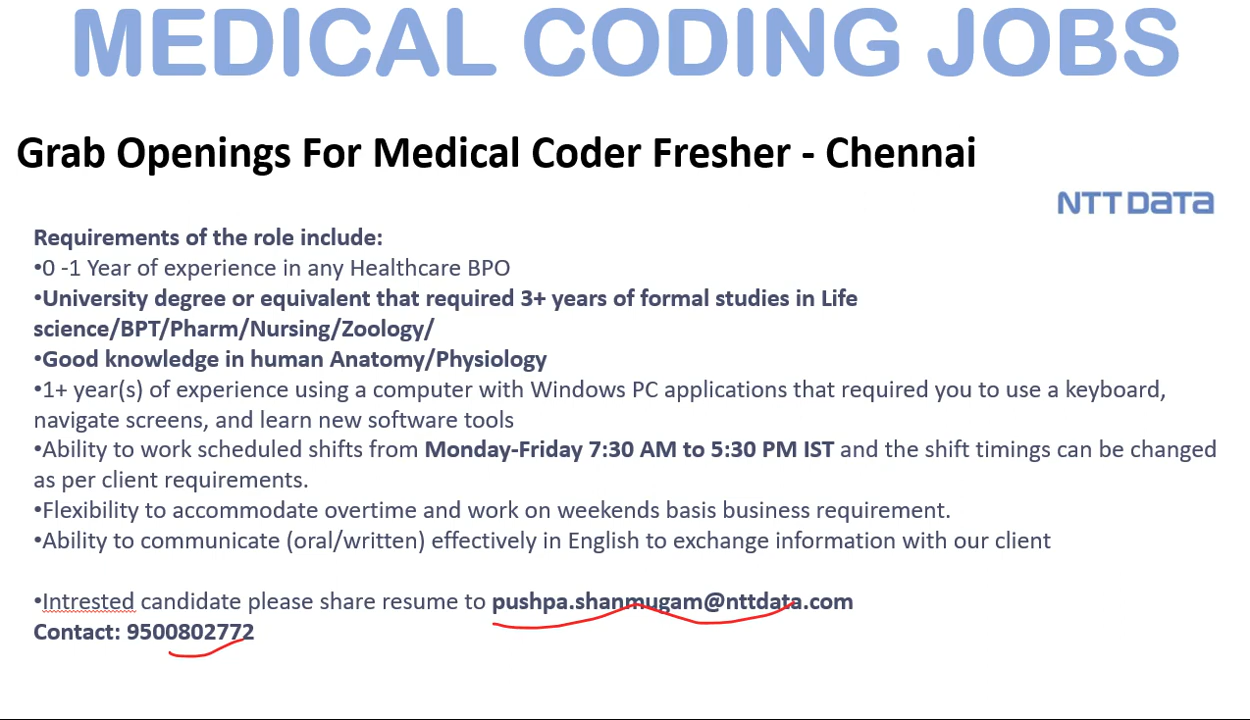 MEDICAL CODING JOBS
Grab Openings For Medical Coder Fresher - Chennai
NTT DATA
Requirements of the role include:
•0 -1 Year of experience in any Healthcare BPO
•University degree or equivalent that required 3+ years of formal studies in Life
science/BPT/Pharm/Nursing/Zoology/
•Good knowledge in human Anatomy/Physiology
•1+ year(s) of experience using a computer with Windows PC applications that required you to use a keyboard,
navigate screens, and learn new software tools
•Ability to work scheduled shifts from Monday-Friday 7:30 AM to 5:30 PM IST and the shift timings can be changed
as per client requirements.
•Flexibility to accommodate overtime and work on weekends basis business requirement.
•Ability to communicate (oral/written) effectively in English to exchange information with our client
•Intrested candidate please share resume to pushpa.shanmugam@nttdata.com
Contact: 9500802772